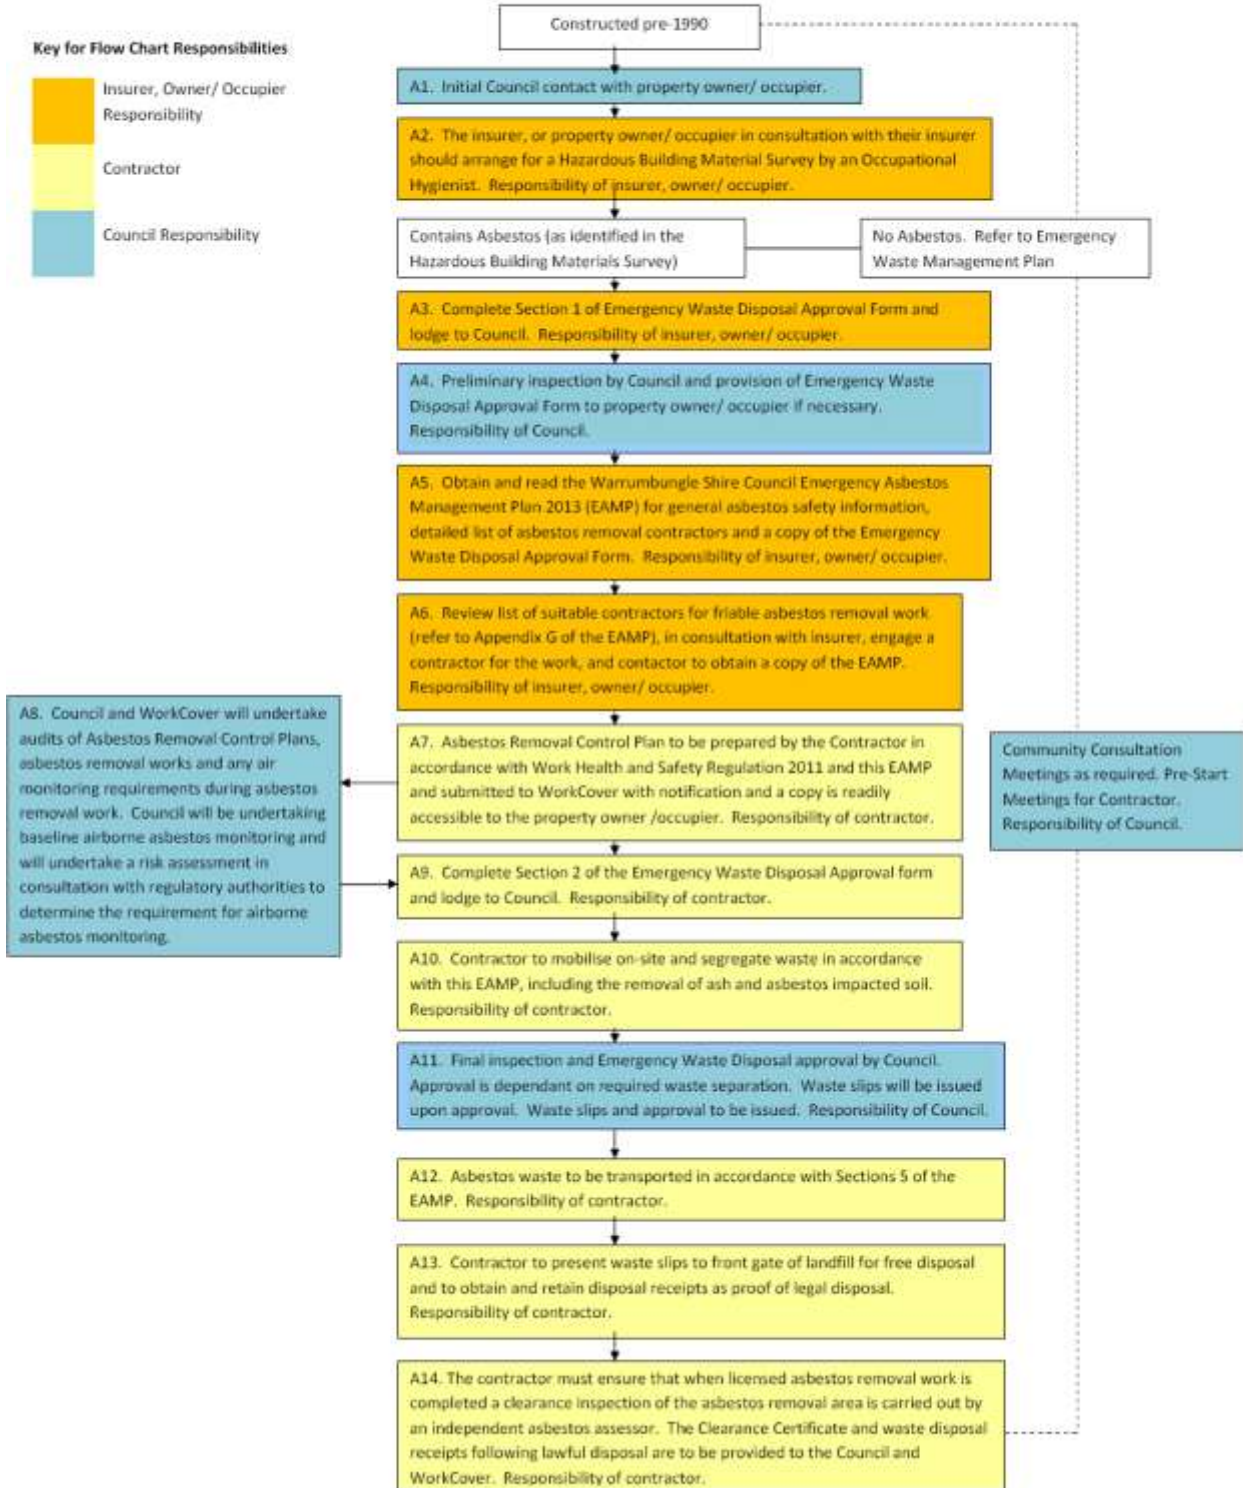 Constructed pre-1990
Key for Flow Chart Responsibilities
Insurer, Owner/ Occupier
Responsibility
Contractor
Council Responsibility
A1. Initial Council contact with property owner/ occupier.
A2. The insurer, or property owner/ occupier in consultation with their insurer
should arrange for a Hazardous Building Material Survey by an Occupational
Hygienist. Responsibility of insurer, owner/ occupier.
Contains Asbestos (as identified in the
Hazardous Building Materials Survey)
No Asbestos. Refer to Emergency
Waste Management Plan
A3. Complete Section 1 of Emergency Waste Disposal Approval Form and
lodge to Council. Responsibility of insurer, owner/ occupier.
A4. Preliminary inspection by Council and provision of Emergency Waste
Disposal Approval Form to property owner/ occupier if necessary.
Responsibility of Council.
A5. Obtain and read the Warrumbungle Shire Council Emergency Asbestos
Management Plan 2013 (EAMP) for general asbestos safety information,
detailed list of asbestos removal contractors and a copy of the Emergency
Waste Disposal Approval Form. Responsibility of insurer, owner/ occupier.
A6. Review list of suitable contractors for friable asbestos removal work
(refer to Appendix G of the EAMP), in consultation with insurer, engage a
contractor for the work, and contactor to obtain a copy of the EAMP.
Responsibility of insurer, owner/ occupier.
A7. Asbestos Removal Control Plan to be prepared by the Contractor in
accordance with Work Health and Safety Regulation 2011 and this EAMP
and submitted to WorkCover with notification and a copy is readily
accessible to the property owner /occupier. Responsibility of contractor.
A8. Council and WorkCover will undertake
audits of Asbestos Removal Control Plans,
asbestos removal works and any air
monitoring requirements during asbestos
removal work. Council will be undertaking
baseline airborne asbestos monitoring and
will undertake a risk assessment in
consultation with regulatory authorities to
determine the requirement for airborne
asbestos monitoring.
Community Consultation
Meetings as required. Pre-Start
Meetings for Contractor.
Responsibility of Council.
A9. Complete Section 2 of the Emergency Waste Disposal Approval form
and lodge to Council. Responsibility of contractor.
A10. Contractor to mobilise on-site and segregate waste in accordance
with this EAMP, including the removal of ash and asbestos impacted soil.
Responsibility of contractor.
A11. Final inspection and Emergency Waste Disposal approval by Council.
Approval is dependant on required waste separation. Waste slips will be issued
upon approval. Waste slips and approval to be issued. Responsibility of Council.
A12. Asbestos waste to be transported in accordance with Sections 5 of the
EAMP. Responsibility of contractor.
A13. Contractor to present waste slips to front gate of landfill for free disposal
and to obtain and retain disposal receipts as proof of legal disposal.
Responsibility of contractor.
A14. The contractor must ensure that when licensed asbestos removal work is
completed a clearance inspection of the asbestos removal area is carried out by
an independent asbestos assessor. The Clearance Certificate and waste disposal
receipts following lawful disposal are to be provided to the Council and
WorkCover. Responsibility of contractor.